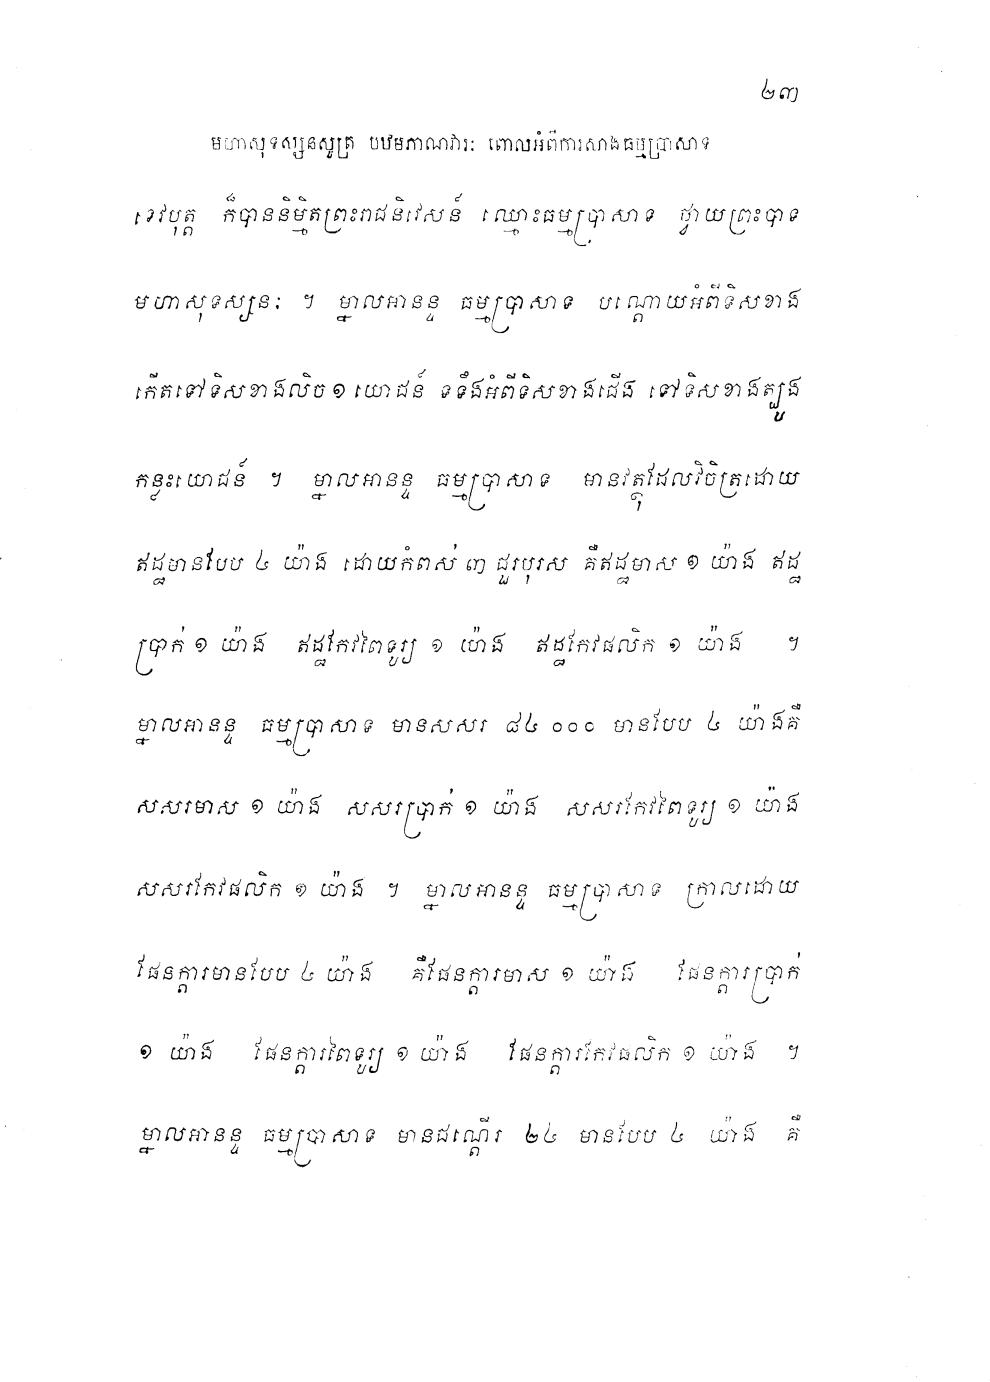 ២៣
មហាសុទស្សនសូត្រ បឋមភាណវារៈ ពោលអំពីការសាងធម្មប្រាសាទ
ទេវបុត្ត ក៏បាននិម្មិតព្រះរាជនិវេសន៍ ឈ្មោះធម្មប្រាសាទ ថ្វាយព្រះបាទ
មហាសុទស្សនៈ ។ ម្នាលអានន្ទ ធម្មប្រាសាទ បណ្តោយអំពីទិសខាង
កើតទៅទិសខាងលិច ១ យោជន៍ ទទឹងអំពីទិសខាងជើង ទៅទិសខាងត្បូង
កន្លះយោជន៍ ។ ម្នាលអានន្ទ ធម្មប្រាសាទ មានវត្ថុដែលវិចិត្រដោយ
ឥដ្ឋមានបែប ៤ យ៉ាង ដោយកំពស់ ៣ ជួរបុរស គឺឥដ្ឋមាស ១ យ៉ាង ឥដ្ឋ
ប្រាក់ ១ យ៉ាង ឥដ្ឋកែវពៃទូរ្យ ១ យ៉ាង ឥដ្ឋកែវផលិក ១ យ៉ាង ។
ម្នាលអានន្ទ ធម្មប្រាសាទ មានសសរ ៨៤ ០០០ មានបែប ៤ យ៉ាងគឺ
សសរមាស ១ យ៉ាង សសរប្រាក់ ១ យ៉ាង សសរកែវពៃទូរ្យ ១ យ៉ាង
សសរកែវផលិក ១ យ៉ាង ។ ម្នាលអានន្ទ ធម្មប្រាសាទ ក្រាលដោយ
ផែនក្តារមានបែប ៤ យ៉ាង គឺផែនក្តារមាស ១ យ៉ាង ផែនក្តារប្រាក់
១ យ៉ាង ផែនក្តារពៃទូរ្យ ១ យ៉ាង ផែនក្តារកែវផលិក ១ យ៉ាង ។
ម្នាលអានន្ទ ធម្មប្រាសាទ មានជណ្តើរ ២៤ មានបែប ៤ យ៉ាង គឺ